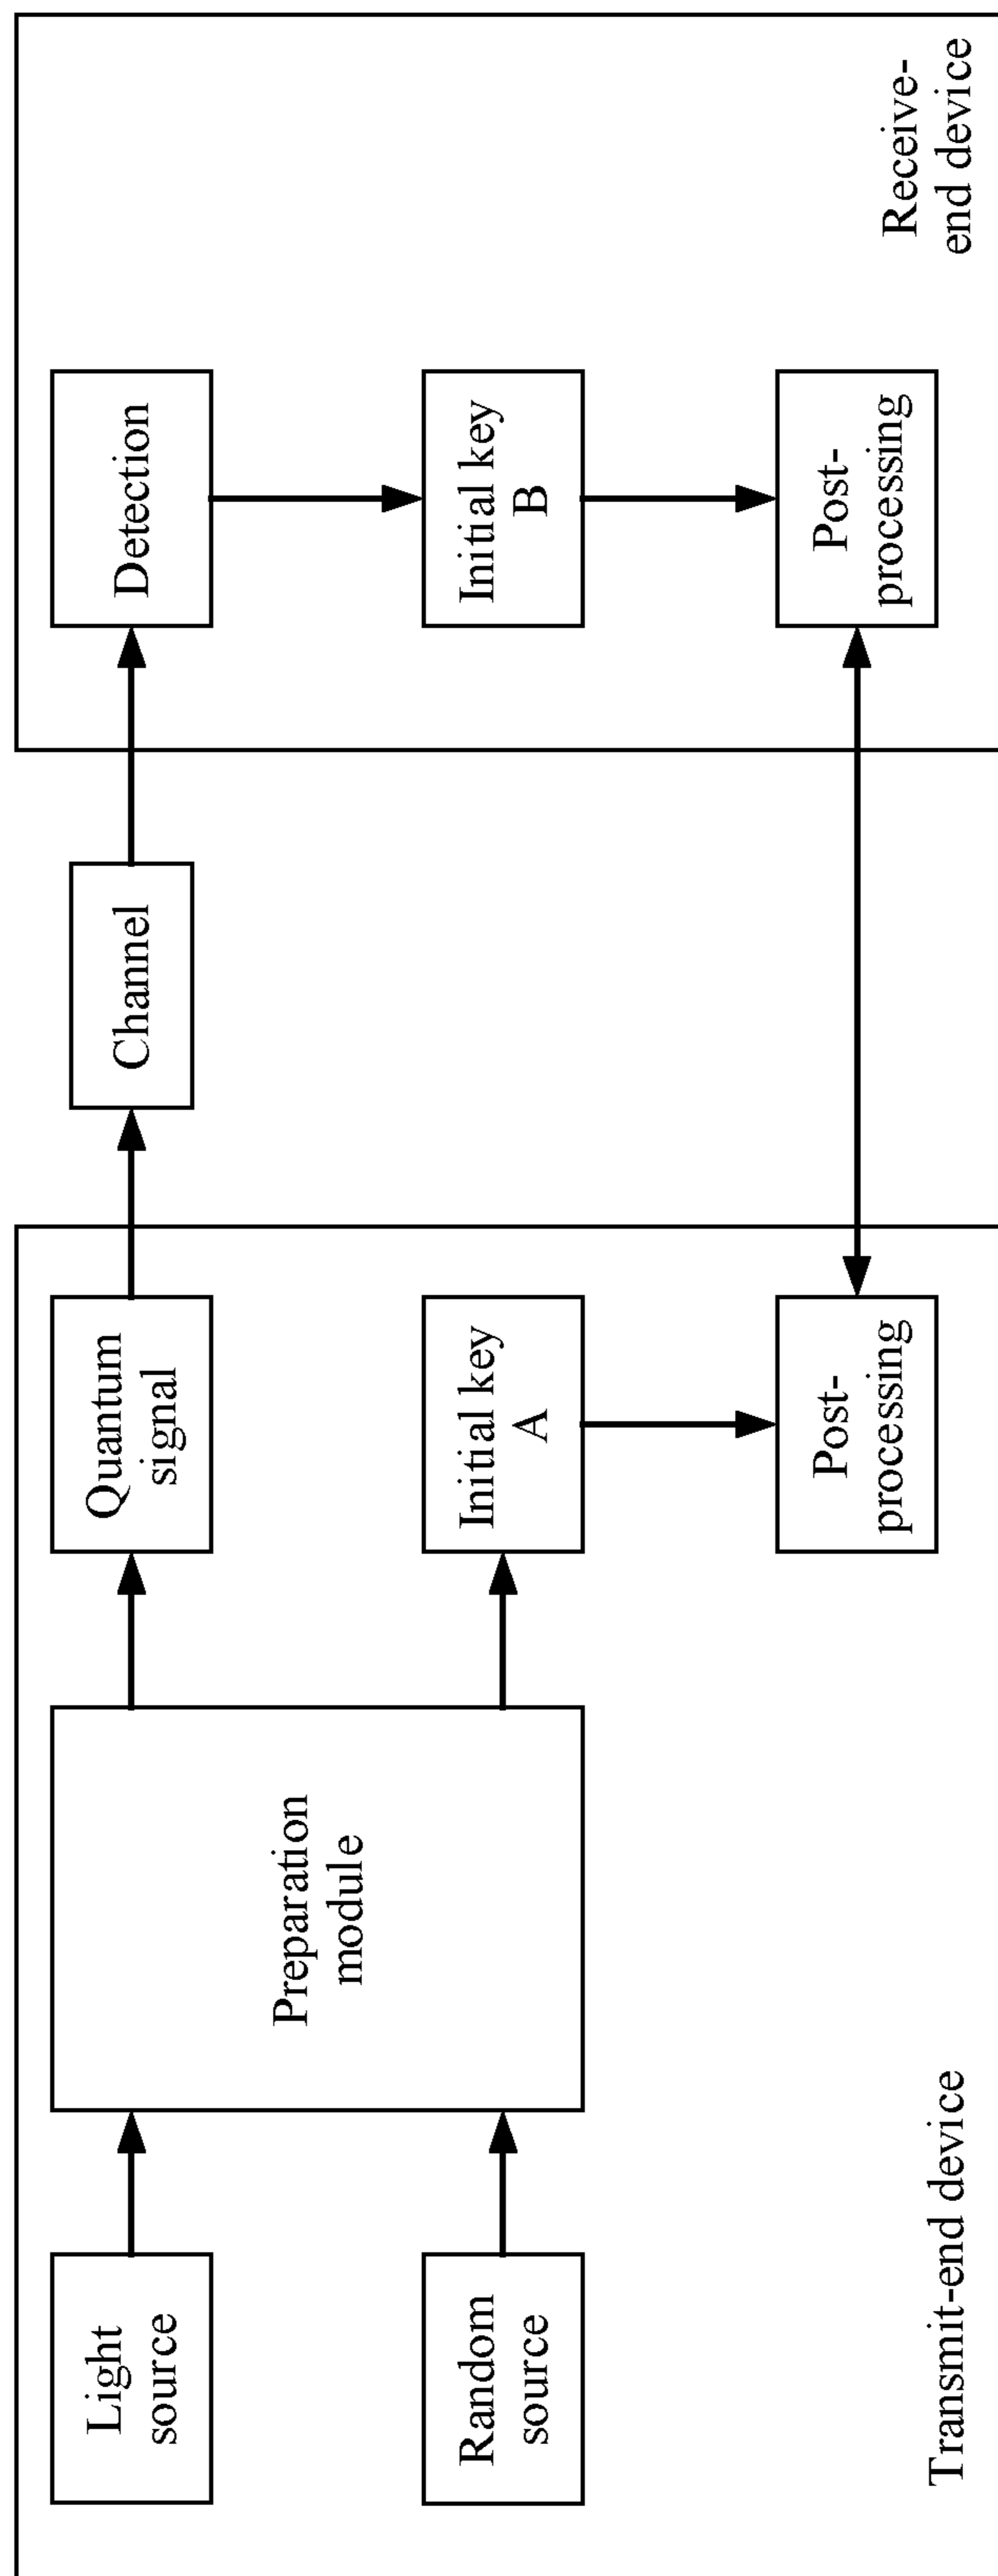 Light
source
Random
source
Preparation
module
Quantum
signal
Initial key
A
Post-
processing
Transmit-end device
Channel
Detection
Initial key
B
Post-
processing
Receive-
end device